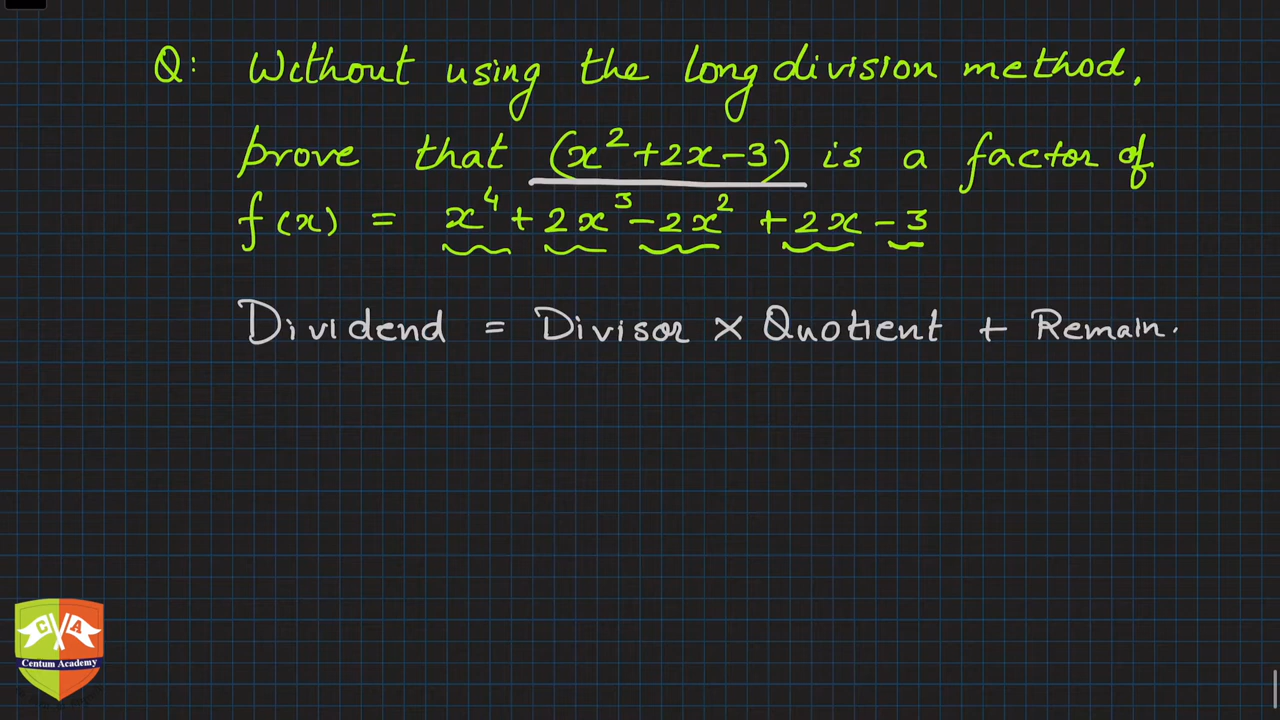 Q: Without using the long division method,
prove that (x² + 2x - 3) is a factor of
f(x) = x⁴ + 2x³ - 2x² + 2x - 3
Dividend = Divisor × Quotient + Remain.
C A
Centum Academy